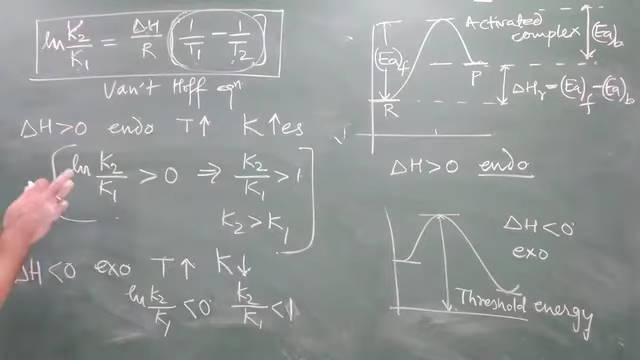 ln K₂/K₁ = ΔH/R (1/T₁ − 1/T₂)
Van't Hoff eqn
ΔH>0 endo T↑ K↑es
ln K₂/K₁ > 0 ⇒ K₂/K₁ > 1
K₂ > K₁
ΔH<0 exo T↑ K↓
ln K₂/K₁ < 0 K₂/K₁ < 1
Activated
complex
(Ea)b
(Ea)f
P
R
ΔHr = (Ea)f − (Ea)b
ΔH>0 endo
ΔH<0
exo
Threshold energy